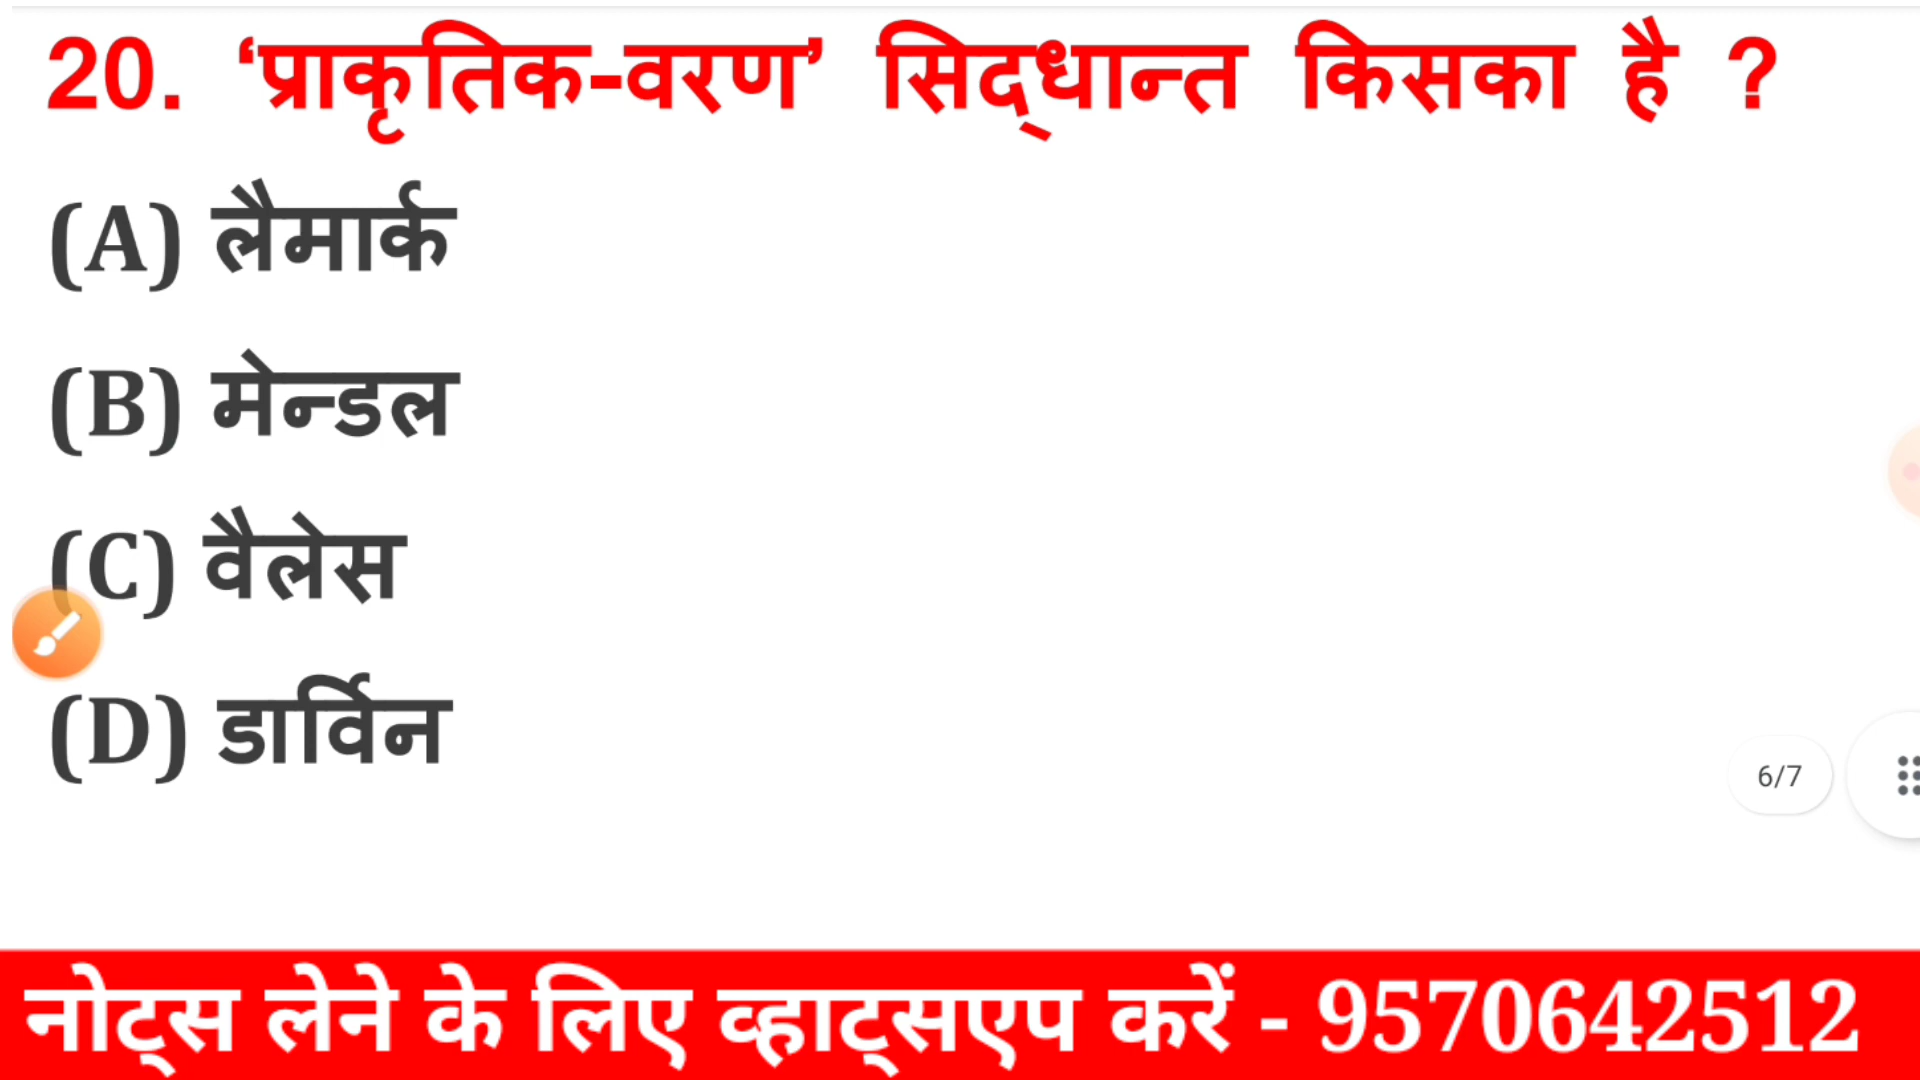 20. ‘प्राकृतिक-वरण’ सिद्धान्त किसका है ?
(A) लैमार्क
(B) मेन्डल
(C) वैलेस
(D) डार्विन
6/7
नोट्स लेने के लिए व्हाट्सएप करें - 9570642512